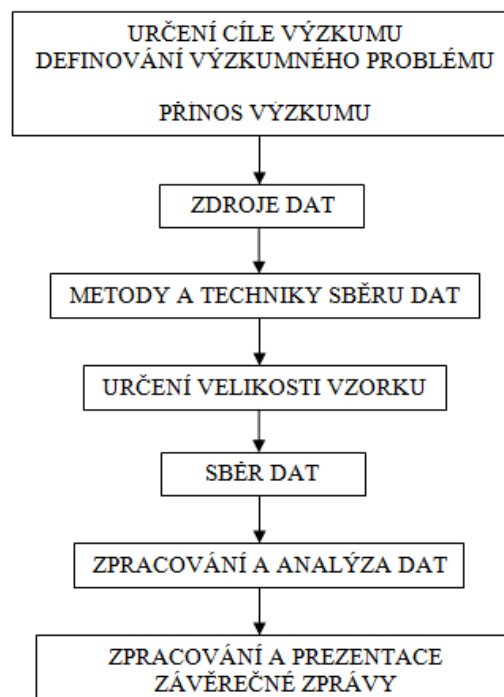 URČENÍ CÍLE VÝZKUMU
DEFINOVÁNÍ VÝZKUMNÉHO PROBLÉMU
PŘÍNOS VÝZKUMU
ZDROJE DAT
METODY A TECHNIKY SBĚRU DAT
URČENÍ VELIKOSTI VZORKU
SBĚR DAT
ZPRACOVÁNÍ A ANALÝZA DAT
ZPRACOVÁNÍ A PREZENTACE
ZÁVĚREČNÉ ZPRÁVY